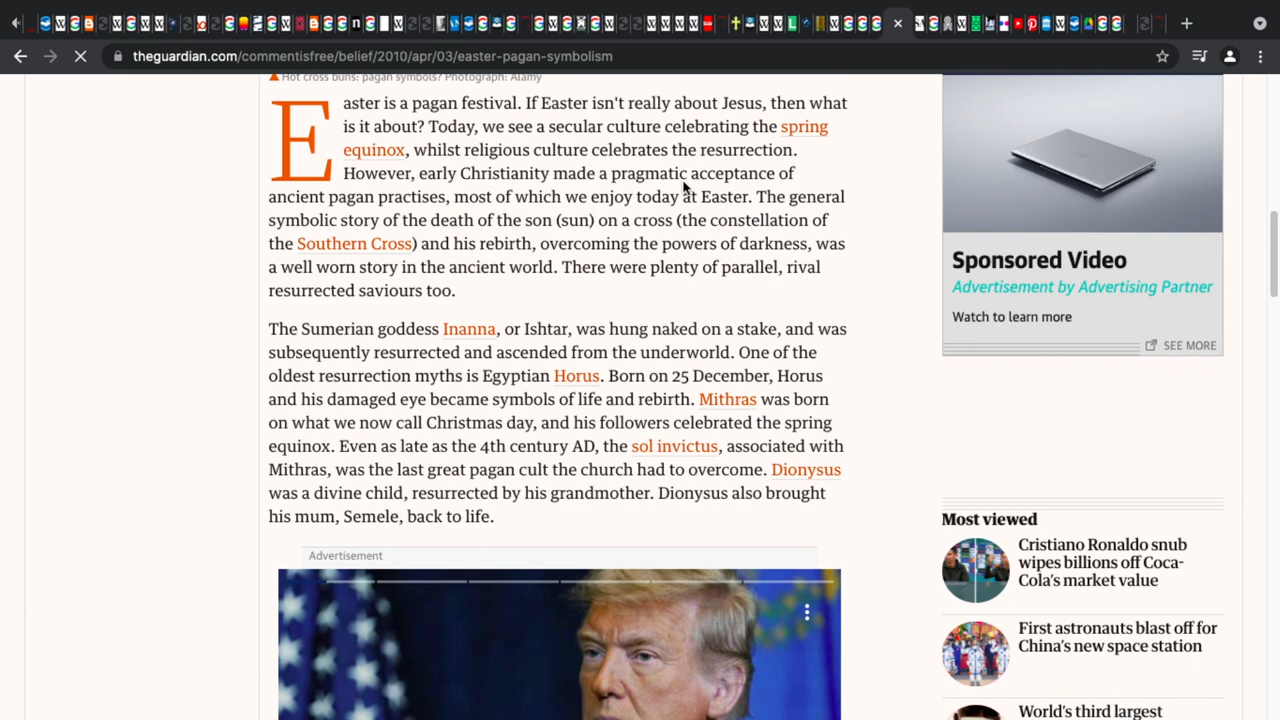 theguardian.com/commentisfree/belief/2010/apr/03/easter-pagan-symbolism
Hot cross buns: pagan symbols? Photograph: Alamy
Easter is a pagan festival. If Easter isn't really about Jesus, then what
is it about? Today, we see a secular culture celebrating the spring
equinox, whilst religious culture celebrates the resurrection.
However, early Christianity made a pragmatic acceptance of
ancient pagan practises, most of which we enjoy today at Easter. The general
symbolic story of the death of the son (sun) on a cross (the constellation of
the Southern Cross) and his rebirth, overcoming the powers of darkness, was
a well worn story in the ancient world. There were plenty of parallel, rival
resurrected saviours too.
The Sumerian goddess Inanna, or Ishtar, was hung naked on a stake, and was
subsequently resurrected and ascended from the underworld. One of the
oldest resurrection myths is Egyptian Horus. Born on 25 December, Horus
and his damaged eye became symbols of life and rebirth. Mithras was born
on what we now call Christmas day, and his followers celebrated the spring
equinox. Even as late as the 4th century AD, the sol invictus, associated with
Mithras, was the last great pagan cult the church had to overcome. Dionysus
was a divine child, resurrected by his grandmother. Dionysus also brought
his mum, Semele, back to life.
Advertisement
Sponsored Video
Advertisement by Advertising Partner
Watch to learn more
SEE MORE
Most viewed
Cristiano Ronaldo snub
wipes billions off Coca-
Cola's market value
First astronauts blast off for
China's new space station
World's third largest